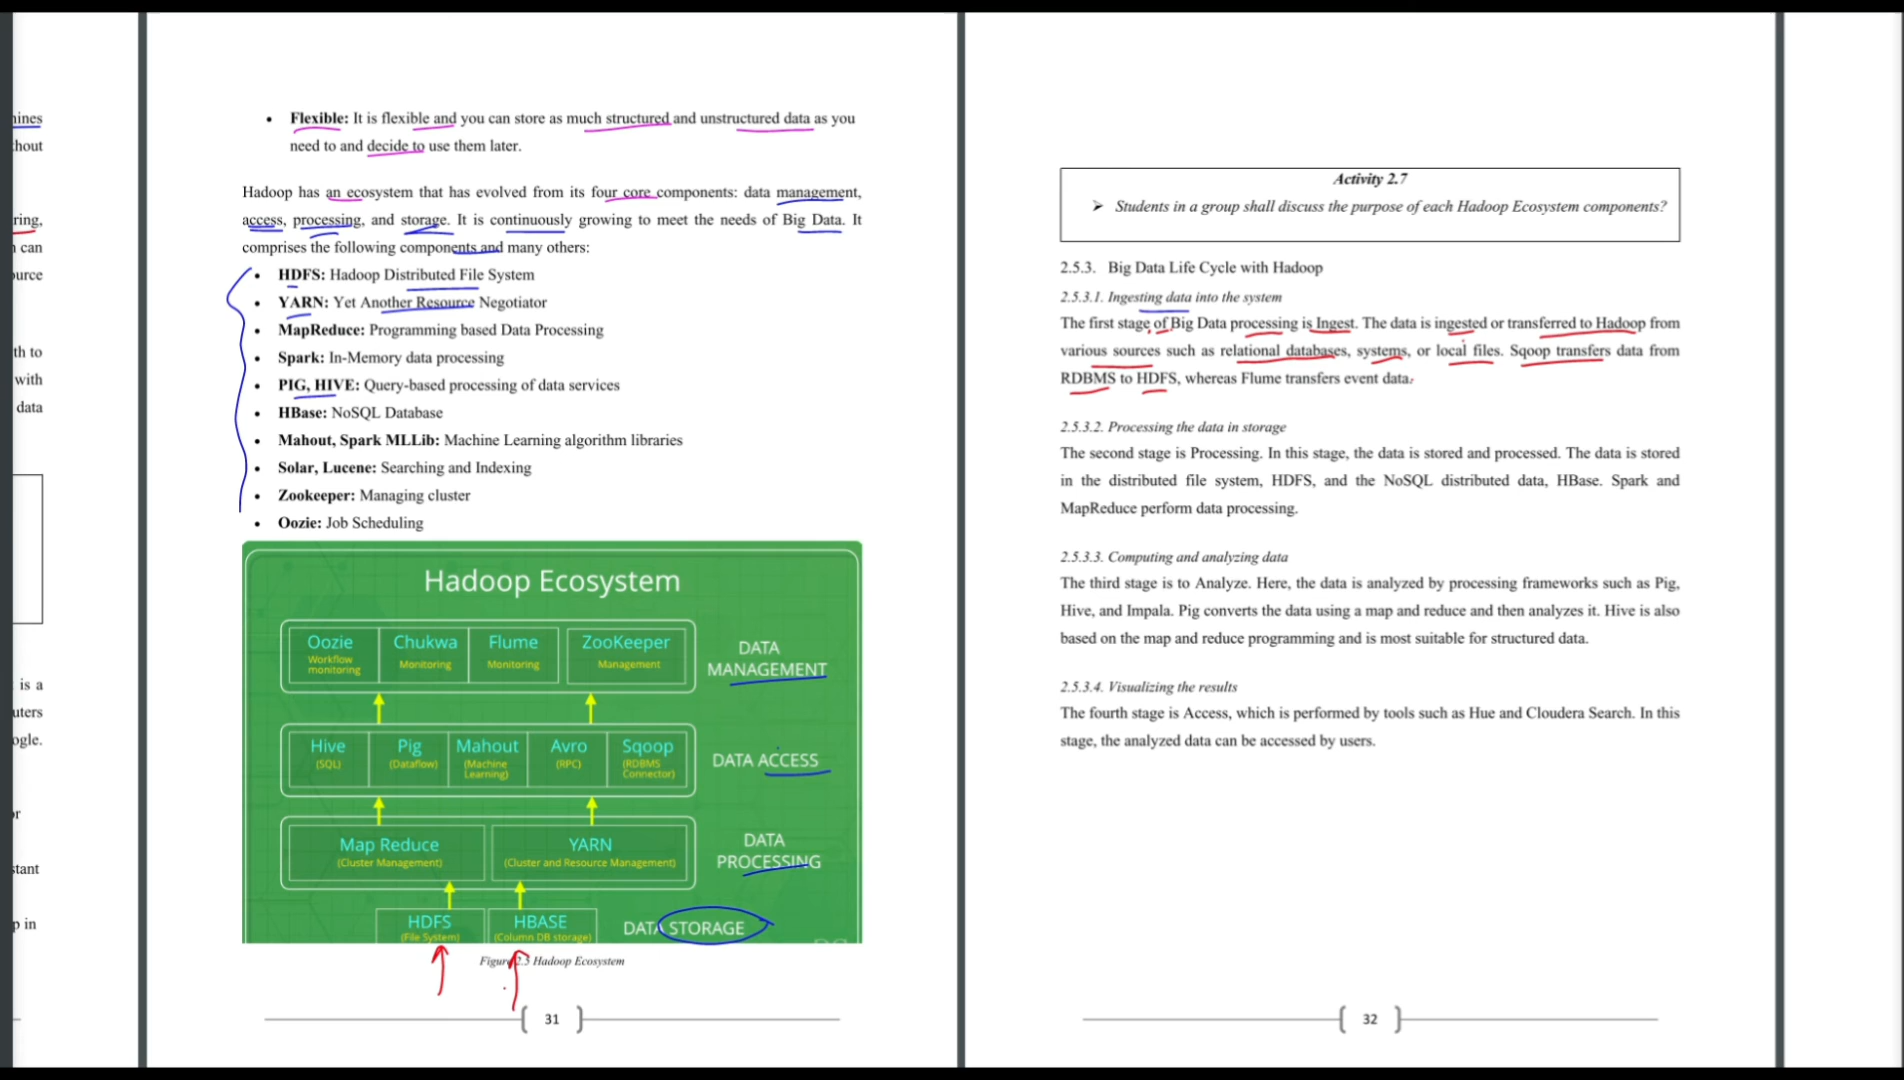 hines
thout
ring,
n can
ource
th to
with
data
is a
uters
ogle.
or
stant
p in
• Flexible: It is flexible and you can store as much structured and unstructured data as you
need to and decide to use them later.
Hadoop has an ecosystem that has evolved from its four core components: data management,
access, processing, and storage. It is continuously growing to meet the needs of Big Data. It
comprises the following components and many others:
• HDFS: Hadoop Distributed File System
• YARN: Yet Another Resource Negotiator
• MapReduce: Programming based Data Processing
• Spark: In-Memory data processing
• PIG, HIVE: Query-based processing of data services
• HBase: NoSQL Database
• Mahout, Spark MLLib: Machine Learning algorithm libraries
• Solar, Lucene: Searching and Indexing
• Zookeeper: Managing cluster
• Oozie: Job Scheduling
Hadoop Ecosystem
Oozie
Workflow
monitoring
Chukwa
Monitoring
Flume
Monitoring
ZooKeeper
Management
DATA
MANAGEMENT
Hive
(SQL)
Pig
(Dataflow)
Mahout
(Machine
Learning)
Avro
(RPC)
Sqoop
(RDBMS
Connector)
DATA ACCESS
Map Reduce
(Cluster Management)
YARN
(Cluster and Resource Management)
DATA
PROCESSING
HDFS
(File System)
HBASE
(Column DB storage)
DATA STORAGE
Figure 2.5 Hadoop Ecosystem
31
Activity 2.7
➢ Students in a group shall discuss the purpose of each Hadoop Ecosystem components?
2.5.3. Big Data Life Cycle with Hadoop
2.5.3.1. Ingesting data into the system
The first stage of Big Data processing is Ingest. The data is ingested or transferred to Hadoop from
various sources such as relational databases, systems, or local files. Sqoop transfers data from
RDBMS to HDFS, whereas Flume transfers event data.
2.5.3.2. Processing the data in storage
The second stage is Processing. In this stage, the data is stored and processed. The data is stored
in the distributed file system, HDFS, and the NoSQL distributed data, HBase. Spark and
MapReduce perform data processing.
2.5.3.3. Computing and analyzing data
The third stage is to Analyze. Here, the data is analyzed by processing frameworks such as Pig,
Hive, and Impala. Pig converts the data using a map and reduce and then analyzes it. Hive is also
based on the map and reduce programming and is most suitable for structured data.
2.5.3.4. Visualizing the results
The fourth stage is Access, which is performed by tools such as Hue and Cloudera Search. In this
stage, the analyzed data can be accessed by users.
32